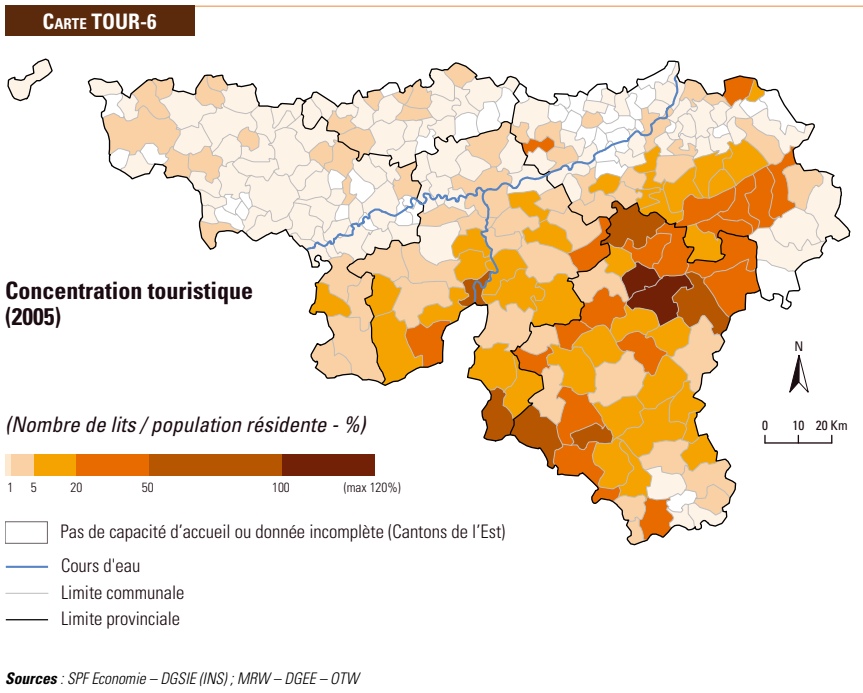 CARTE TOUR-6
Concentration touristique
(2005)
N
0 10 20 Km
(Nombre de lits / population résidente - %)
1 5 20 50 100 (max 120%)
Pas de capacité d'accueil ou donnée incomplète (Cantons de l'Est)
Cours d'eau
Limite communale
Limite provinciale
Sources : SPF Economie – DGSIE (INS) ; MRW – DGEE – OTW